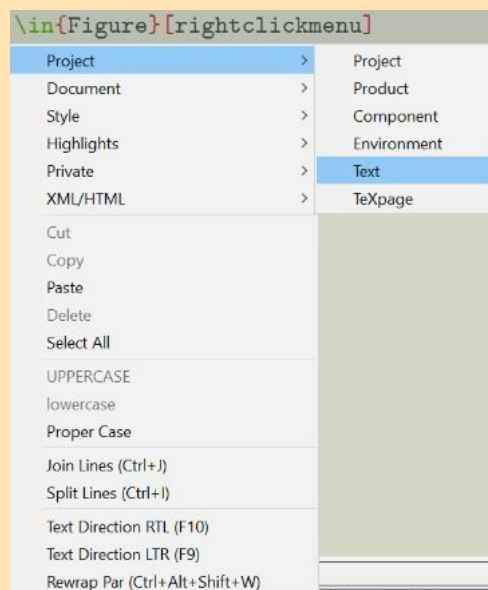 \in{Figure}[rightclickmenu]
Project >
Document >
Style >
Highlights >
Private >
XML/HTML >
Cut
Copy
Paste
Delete
Select All
UPPERCASE
lowercase
Proper Case
Join Lines (Ctrl+J)
Split Lines (Ctrl+I)
Text Direction RTL (F10)
Text Direction LTR (F9)
Rewrap Par (Ctrl+Alt+Shift+W)
Project
Product
Component
Environment
Text
TeXpage